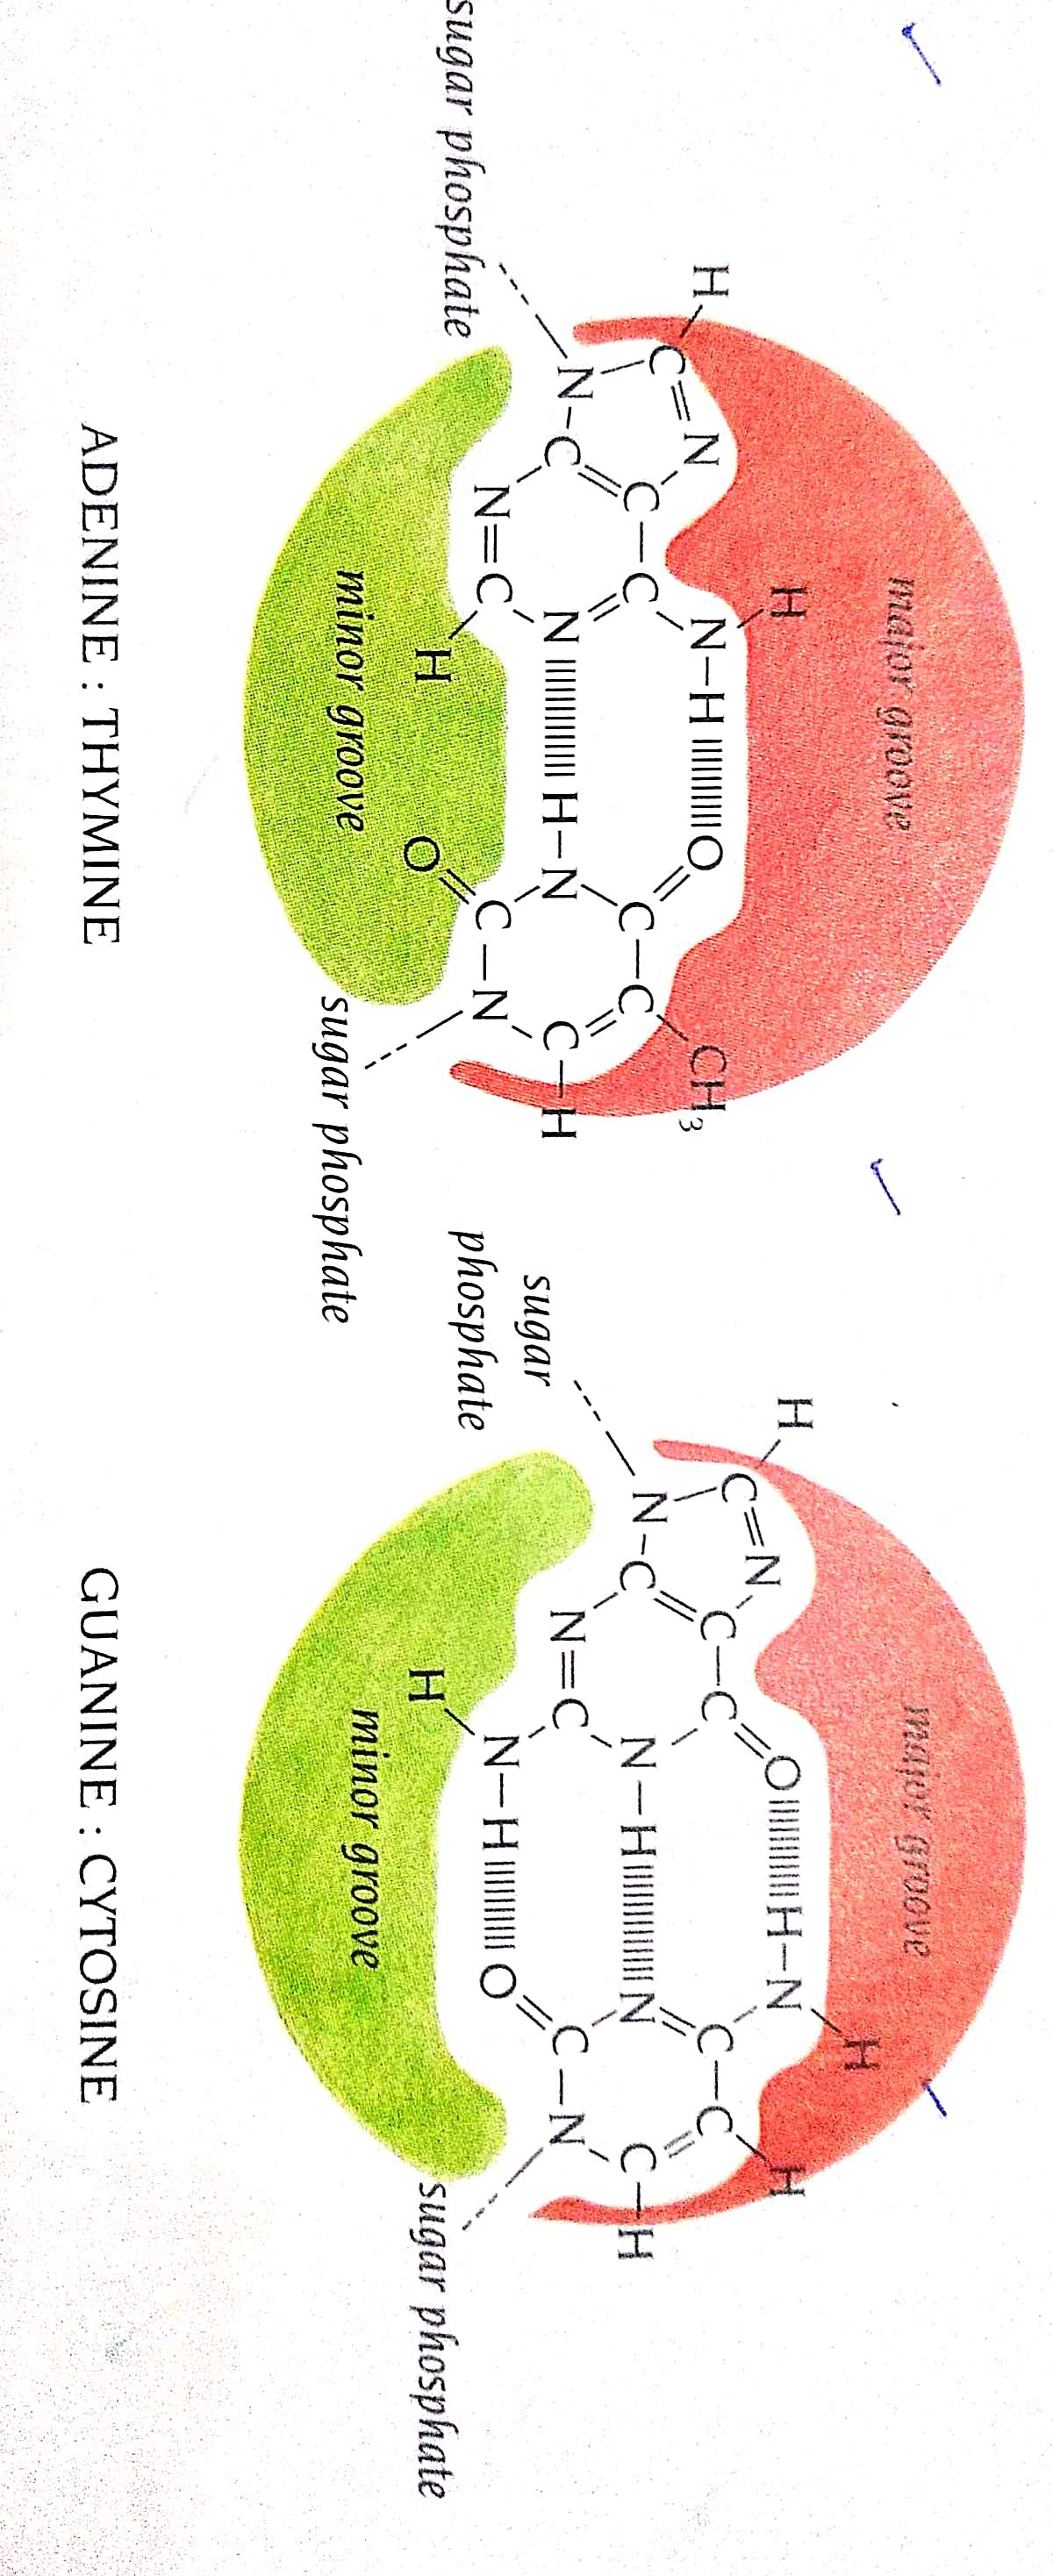 major groove
H
H
CH3
C
N
N–H
O
C
C
C
C
N
C
N
H–N
C–H
N
C
C
N
H
O
minor groove
sugar phosphate
sugar phosphate
ADENINE : THYMINE
major groove
H
H
H
C
N
O
H–N
C
C
C
C
N
C
N–H
N
C–H
N
C
C
N
H
N–H
O
minor groove
sugar
phosphate
sugar phosphate
GUANINE : CYTOSINE